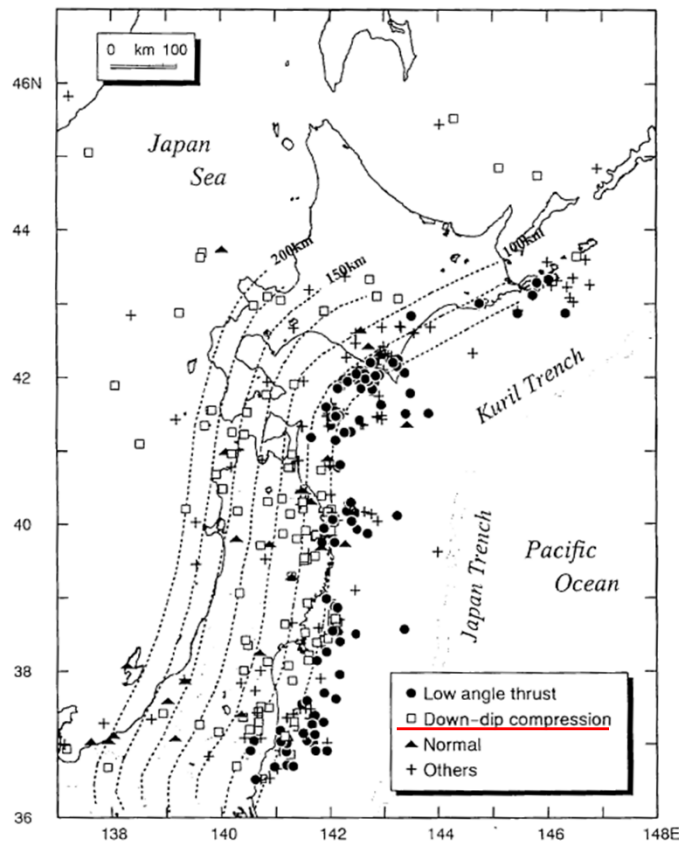 0 km 100
46N
44
42
40
38
36
138
140
142
144
146
148E
Japan
Sea
200km
150km
100km
Kuril Trench
Japan Trench
Pacific
Ocean
Low angle thrust
Down-dip compression
Normal
Others